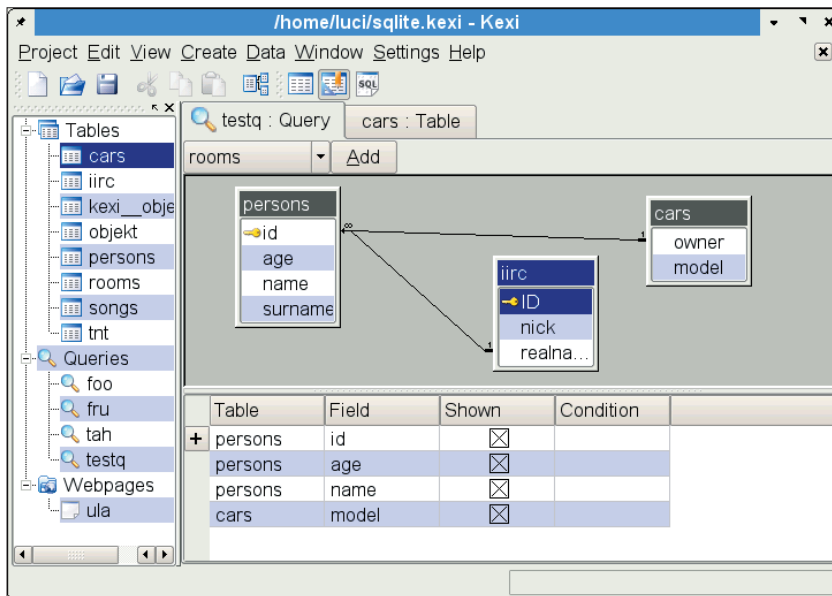 /home/luci/sqlite.kexi - Kexi
Project Edit View Create Data Window Settings Help
SQL
Tables
cars
iirc
kexi__obje
objekt
persons
rooms
songs
tnt
Queries
foo
fru
tah
testq
Webpages
ula
testq : Query
cars : Table
rooms
Add
persons
id
age
name
surname
∞
1
cars
owner
model
iirc
ID
nick
realna...
1
Table Field Shown Condition
persons id
persons age
persons name
cars model